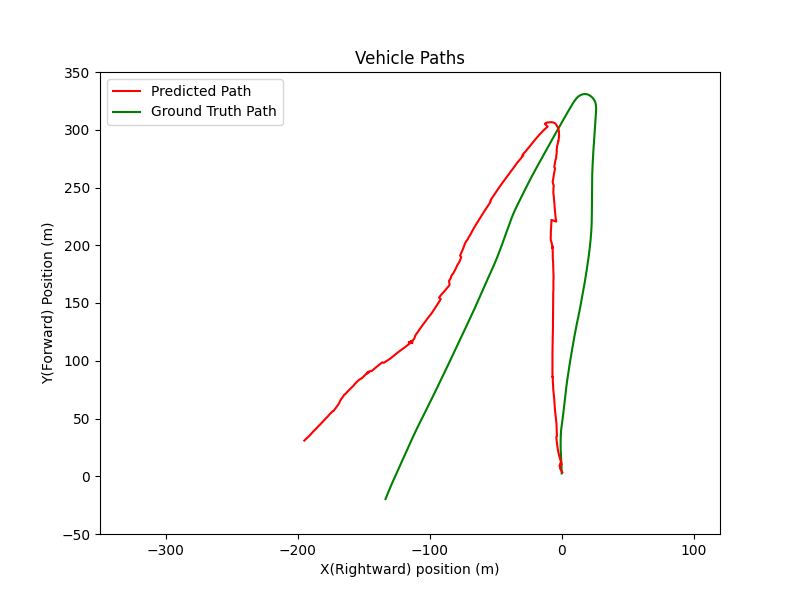 Vehicle Paths
Predicted Path
Ground Truth Path
350
300
250
200
150
100
50
0
−50
Y(Forward) Position (m)
−300
−200
−100
0
100
X(Rightward) position (m)